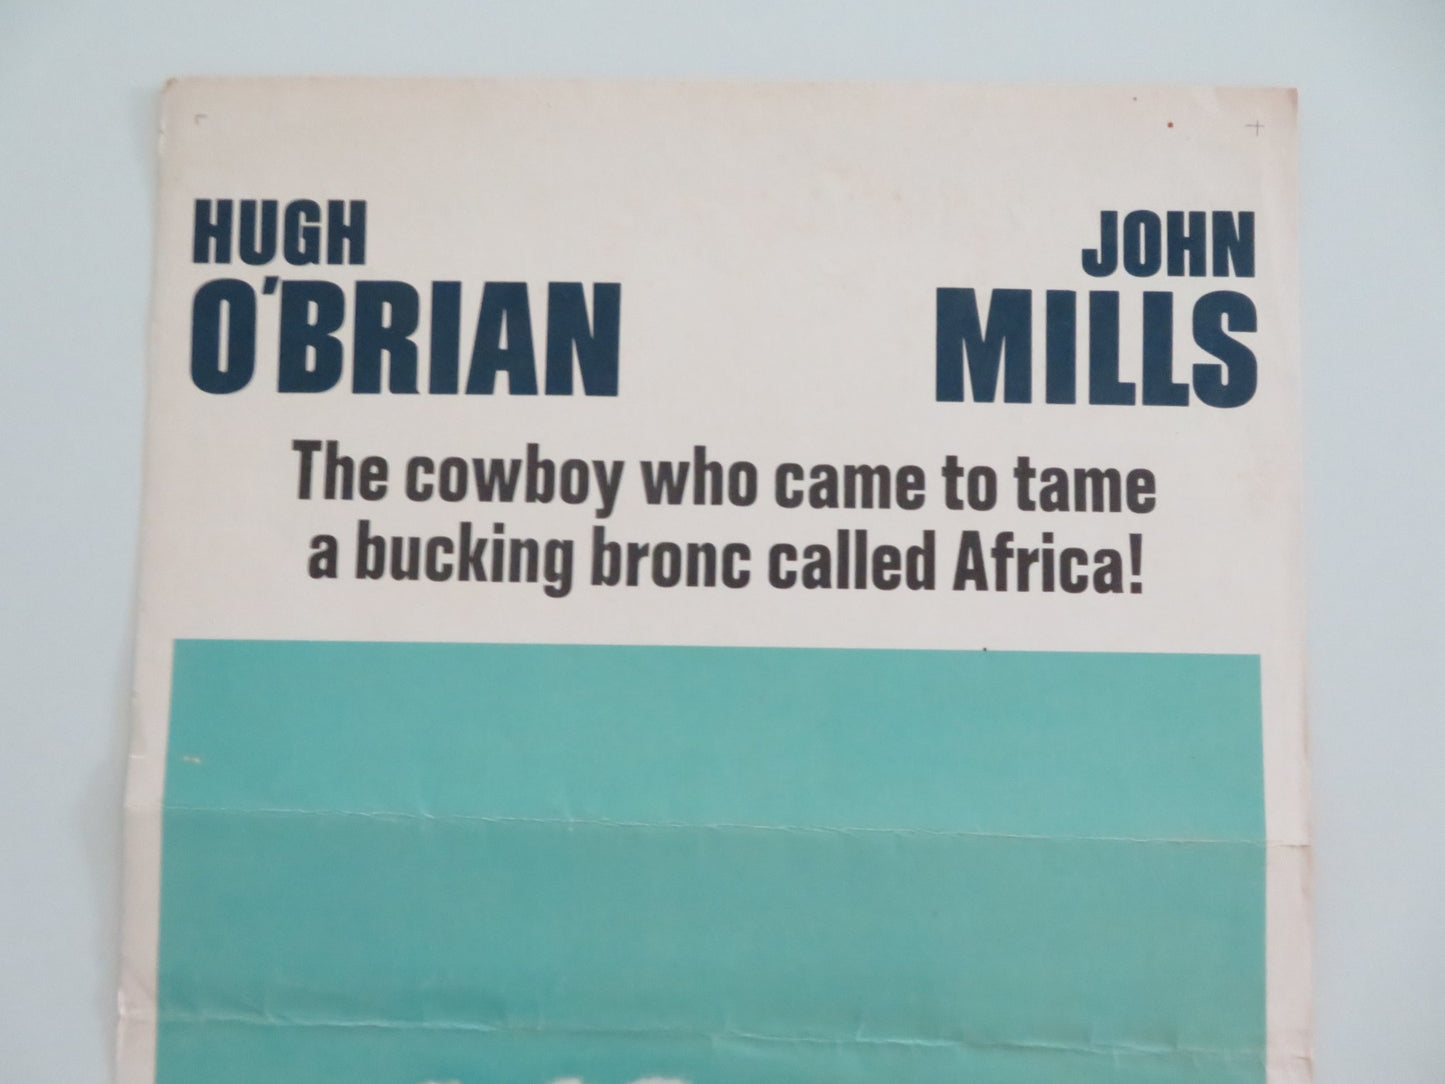 HUGH
O'BRIAN
JOHN
MILLS
The cowboy who came to tame
a bucking bronc called Africa!